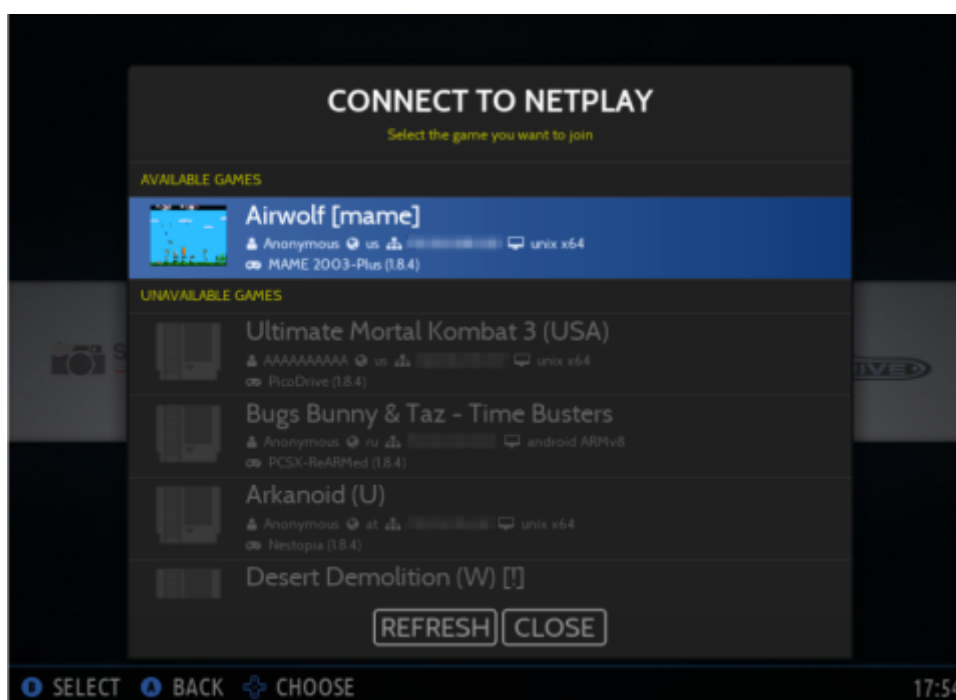 CONNECT TO NETPLAY
Select the game you want to join
AVAILABLE GAMES
Airwolf [mame]
Anonymous us unix x64
MAME 2003-Plus (1.8.4)
UNAVAILABLE GAMES
Ultimate Mortal Kombat 3 (USA)
AAAAAAAAAA us unix x64
PicoDrive (1.8.4)
Bugs Bunny & Taz - Time Busters
Anonymous ru android ARMv8
PCSX-ReARMed (1.8.4)
Arkanoid (U)
Anonymous at unix x64
Nestopia (1.8.4)
Desert Demolition (W) [!]
REFRESH CLOSE
SELECT BACK CHOOSE